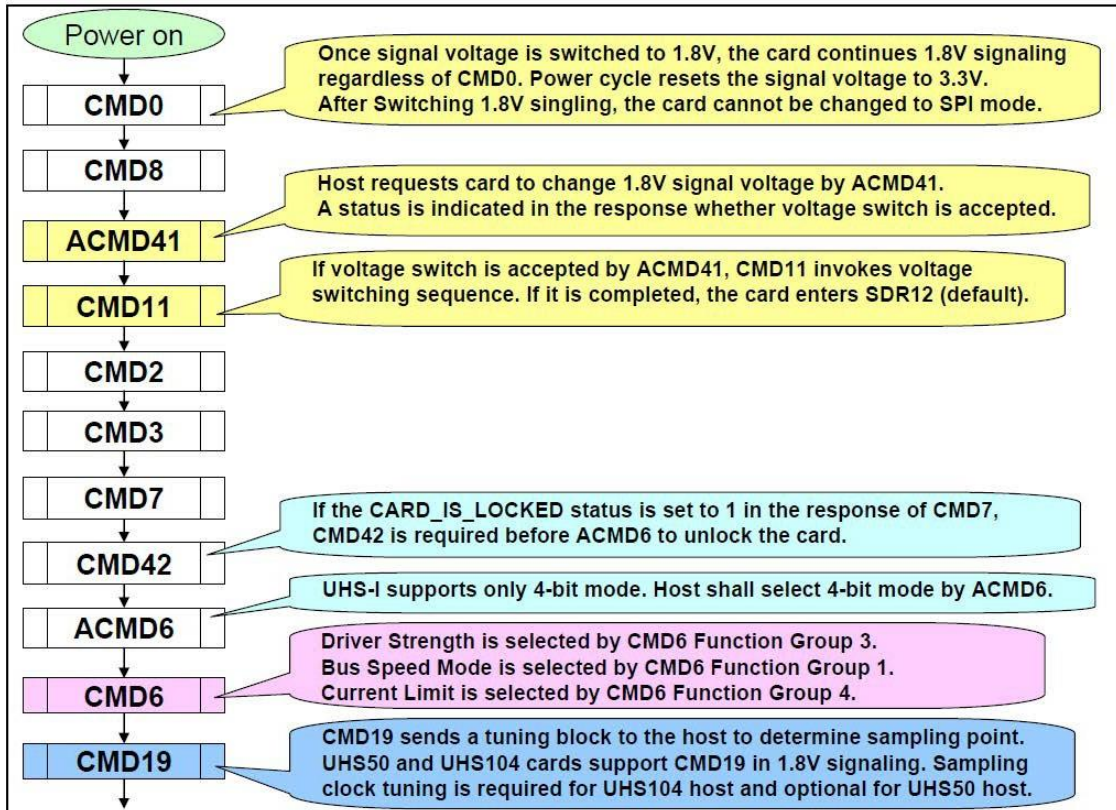 Power on
Once signal voltage is switched to 1.8V, the card continues 1.8V signaling
regardless of CMD0. Power cycle resets the signal voltage to 3.3V.
After Switching 1.8V singling, the card cannot be changed to SPI mode.
CMD0
CMD8
Host requests card to change 1.8V signal voltage by ACMD41.
A status is indicated in the response whether voltage switch is accepted.
ACMD41
If voltage switch is accepted by ACMD41, CMD11 invokes voltage
switching sequence. If it is completed, the card enters SDR12 (default).
CMD11
CMD2
CMD3
CMD7
If the CARD_IS_LOCKED status is set to 1 in the response of CMD7,
CMD42 is required before ACMD6 to unlock the card.
CMD42
UHS-I supports only 4-bit mode. Host shall select 4-bit mode by ACMD6.
ACMD6
Driver Strength is selected by CMD6 Function Group 3.
Bus Speed Mode is selected by CMD6 Function Group 1.
Current Limit is selected by CMD6 Function Group 4.
CMD6
CMD19 sends a tuning block to the host to determine sampling point.
UHS50 and UHS104 cards support CMD19 in 1.8V signaling. Sampling
clock tuning is required for UHS104 host and optional for UHS50 host.
CMD19